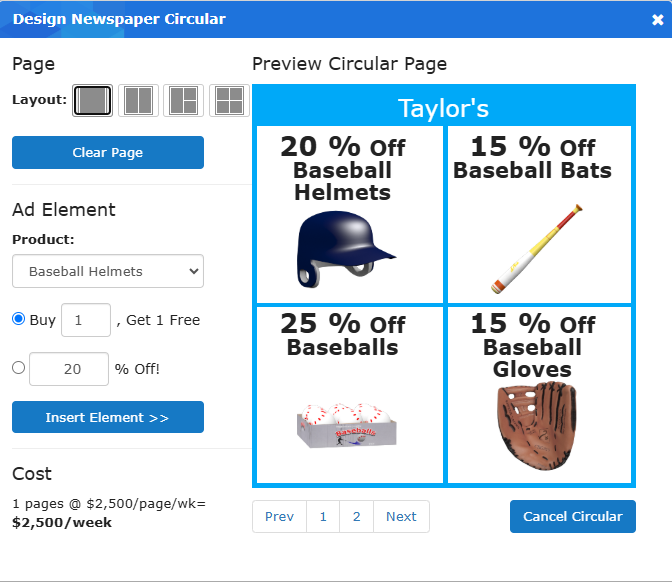 Design Newspaper Circular
Page
Layout:
Clear Page
Ad Element
Product:
Baseball Helmets
Buy 1 , Get 1 Free
20 % Off!
Insert Element >>
Cost
1 pages @ $2,500/page/wk=
$2,500/week
Preview Circular Page
Taylor's
20 % Off
Baseball
Helmets
15 % Off
Baseball Bats
25 % Off
Baseballs
Baseballs
15 % Off
Baseball
Gloves
Prev 1 2 Next
Cancel Circular